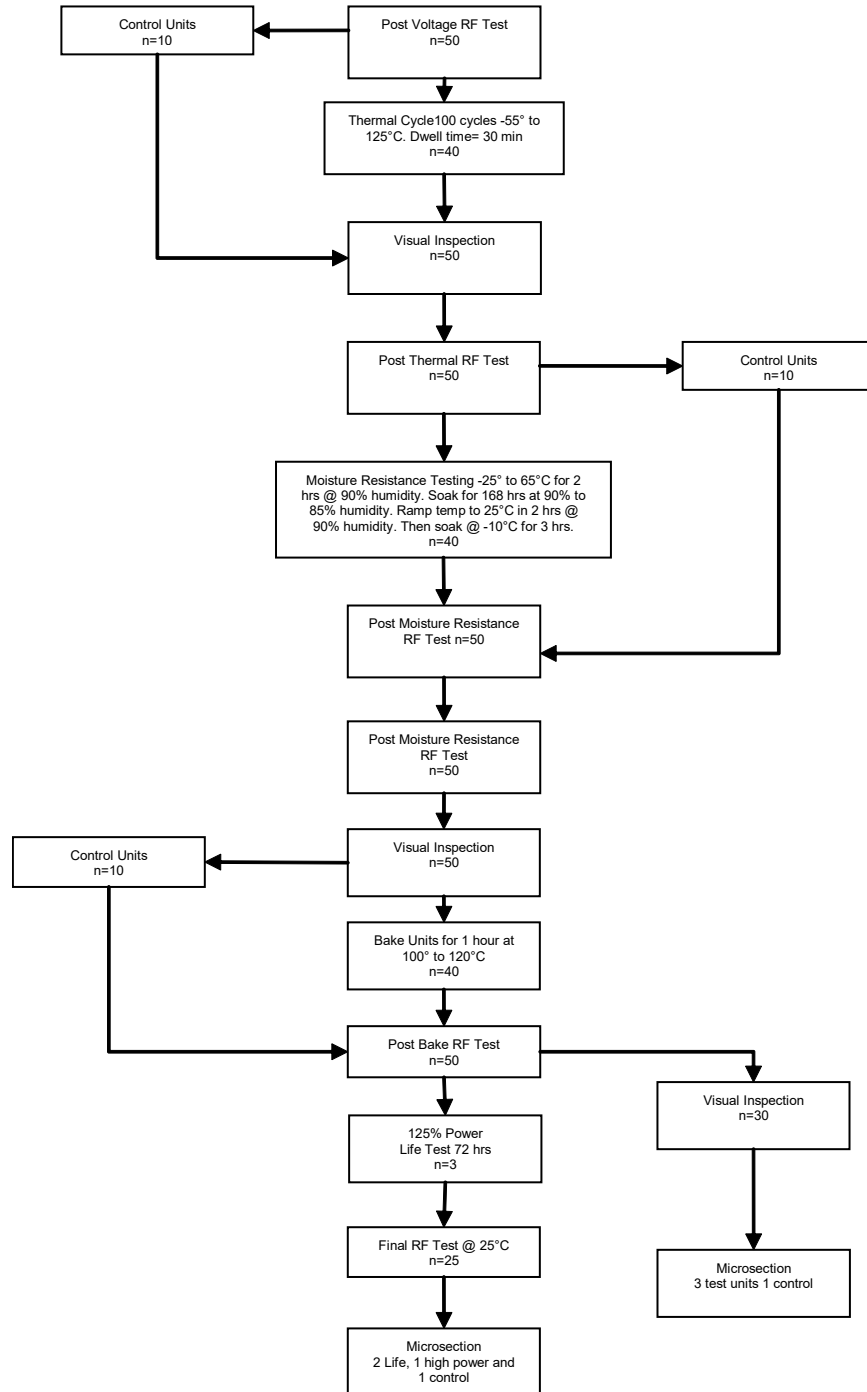 Control Units
n=10
Post Voltage RF Test
n=50
Thermal Cycle100 cycles -55° to
125°C. Dwell time= 30 min
n=40
Visual Inspection
n=50
Post Thermal RF Test
n=50
Control Units
n=10
Moisture Resistance Testing -25° to 65°C for 2
hrs @ 90% humidity. Soak for 168 hrs at 90% to
85% humidity. Ramp temp to 25°C in 2 hrs @
90% humidity. Then soak @ -10°C for 3 hrs.
n=40
Post Moisture Resistance
RF Test n=50
Post Moisture Resistance
RF Test
n=50
Visual Inspection
n=50
Control Units
n=10
Bake Units for 1 hour at
100° to 120°C
n=40
Post Bake RF Test
n=50
Visual Inspection
n=30
125% Power
Life Test 72 hrs
n=3
Final RF Test @ 25°C
n=25
Microsection
3 test units 1 control
Microsection
2 Life, 1 high power and
1 control